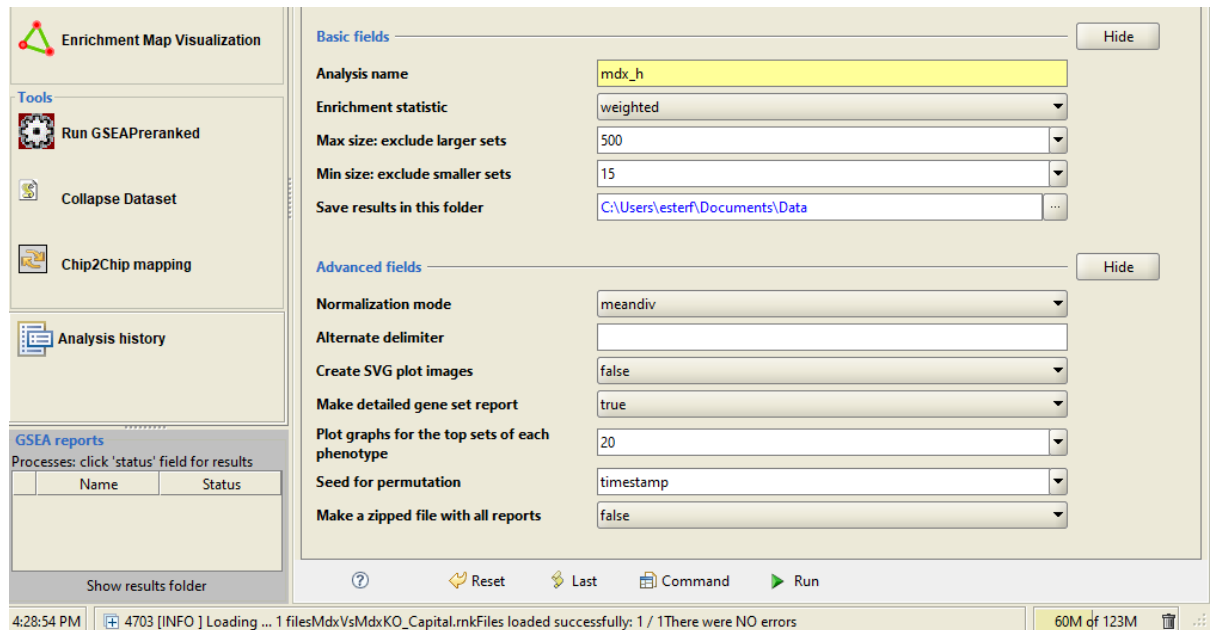 Enrichment Map Visualization
Tools
Run GSEAPreranked
Collapse Dataset
Chip2Chip mapping
Analysis history
GSEA reports
Processes: click 'status' field for results
Name Status
Show results folder
Basic fields Hide
Analysis name mdx_h
Enrichment statistic weighted
Max size: exclude larger sets 500
Min size: exclude smaller sets 15
Save results in this folder C:\Users\esterf\Documents\Data ...
Advanced fields Hide
Normalization mode meandiv
Alternate delimiter
Create SVG plot images false
Make detailed gene set report true
Plot graphs for the top sets of each
phenotype 20
Seed for permutation timestamp
Make a zipped file with all reports false
? Reset Last Command Run
4:28:54 PM 4703 [INFO ] Loading ... 1 filesMdxVsMdxKO_Capital.rnkFiles loaded successfully: 1 / 1There were NO errors 60M of 123M